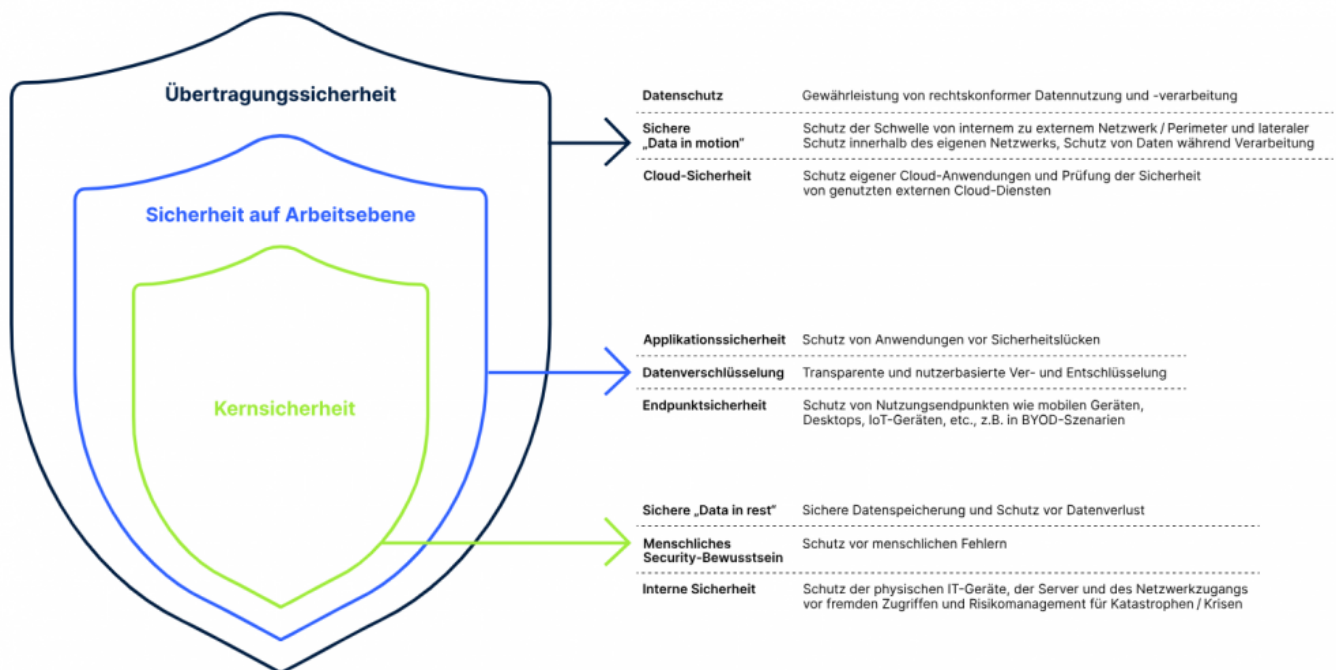 Übertragungssicherheit
Sicherheit auf Arbeitsebene
Kernsicherheit
Datenschutz Gewährleistung von rechtskonformer Datennutzung und -verarbeitung
Sichere Schutz der Schwelle von internem zu externem Netzwerk / Perimeter und lateraler
„Data in motion" Schutz innerhalb des eigenen Netzwerks, Schutz von Daten während Verarbeitung
Cloud-Sicherheit Schutz eigener Cloud-Anwendungen und Prüfung der Sicherheit
von genutzten externen Cloud-Diensten
Applikationssicherheit Schutz von Anwendungen vor Sicherheitslücken
Datenverschlüsselung Transparente und nutzerbasierte Ver- und Entschlüsselung
Endpunktsicherheit Schutz von Nutzungsendpunkten wie mobilen Geräten,
Desktops, IoT-Geräten, etc., z.B. in BYOD-Szenarien
Sichere „Data in rest" Sichere Datenspeicherung und Schutz vor Datenverlust
Menschliches Schutz vor menschlichen Fehlern
Security-Bewusstsein
Interne Sicherheit Schutz der physischen IT-Geräte, der Server und des Netzwerkzugangs
vor fremden Zugriffen und Risikomanagement für Katastrophen / Krisen